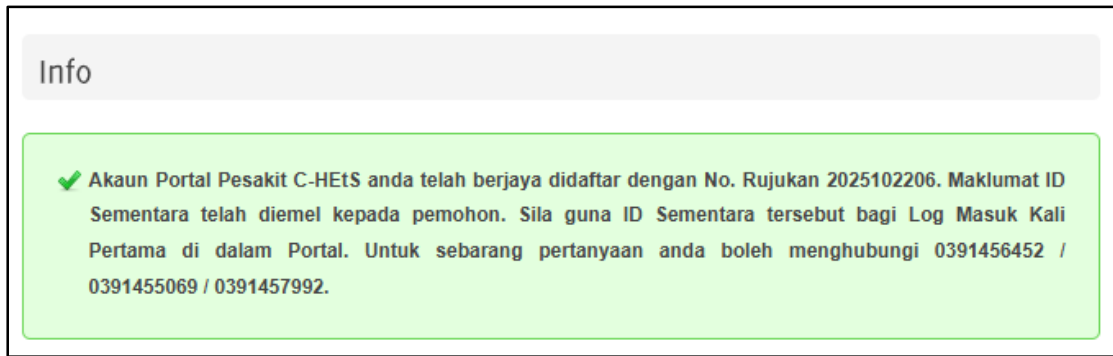 Info
Akaun Portal Pesakit C-HEtS anda telah berjaya didaftar dengan No. Rujukan 2025102206. Maklumat ID
Sementara telah diemel kepada pemohon. Sila guna ID Sementara tersebut bagi Log Masuk Kali
Pertama di dalam Portal. Untuk sebarang pertanyaan anda boleh menghubungi 0391456452 /
0391455069 / 0391457992.